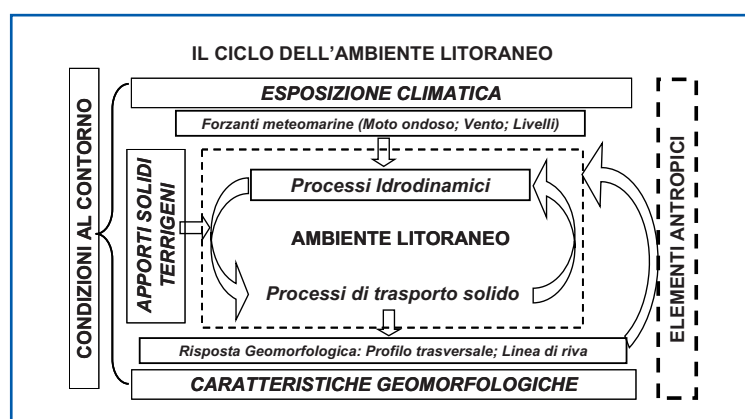 IL CICLO DELL'AMBIENTE LITORANEO
CONDIZIONI AL CONTORNO
ESPOSIZIONE CLIMATICA
Forzanti meteomarine (Moto ondoso; Vento; Livelli)
APPORTI SOLIDI
TERRIGENI
Processi Idrodinamici
AMBIENTE LITORANEO
Processi di trasporto solido
ELEMENTI ANTROPICI
Risposta Geomorfologica: Profilo trasversale; Linea di riva
CARATTERISTICHE GEOMORFOLOGICHE